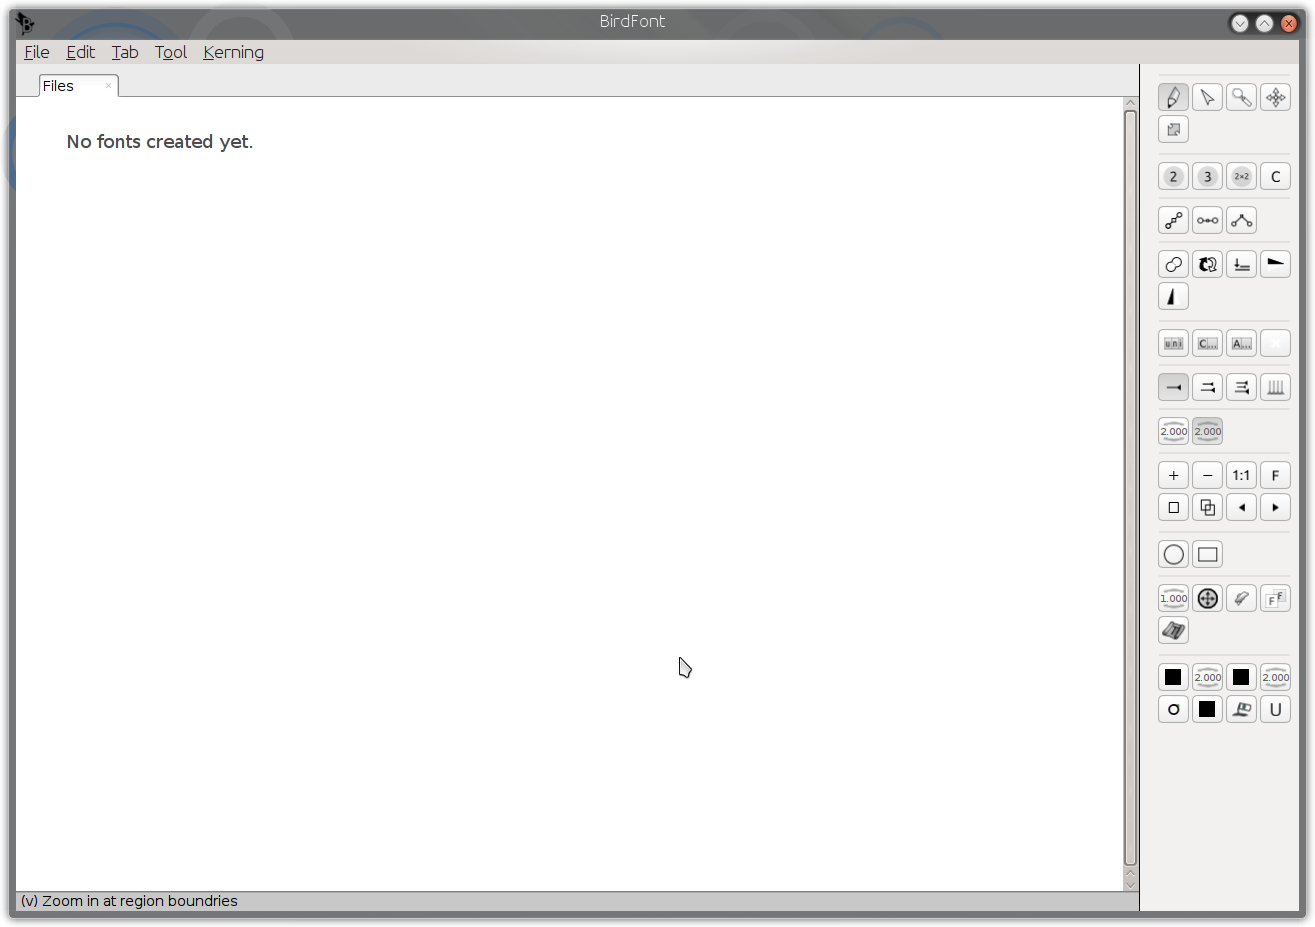 BirdFont
File Edit Tab Tool Kerning
Files
No fonts created yet.
2 3 2×2 C
uni C... A...
2.000 2.000
+ − 1:1 F
1.000 F F
2.000 2.000
U
(v) Zoom in at region boundries